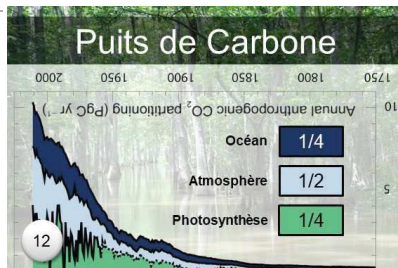 Puits de Carbone
2000 1950 1900 1850 1800 1750
Annual anthropogenic CO₂ partitioning (PgC yr⁻¹)
10
Océan 1/4
5
Atmosphère 1/2
Photosynthèse 1/4
12